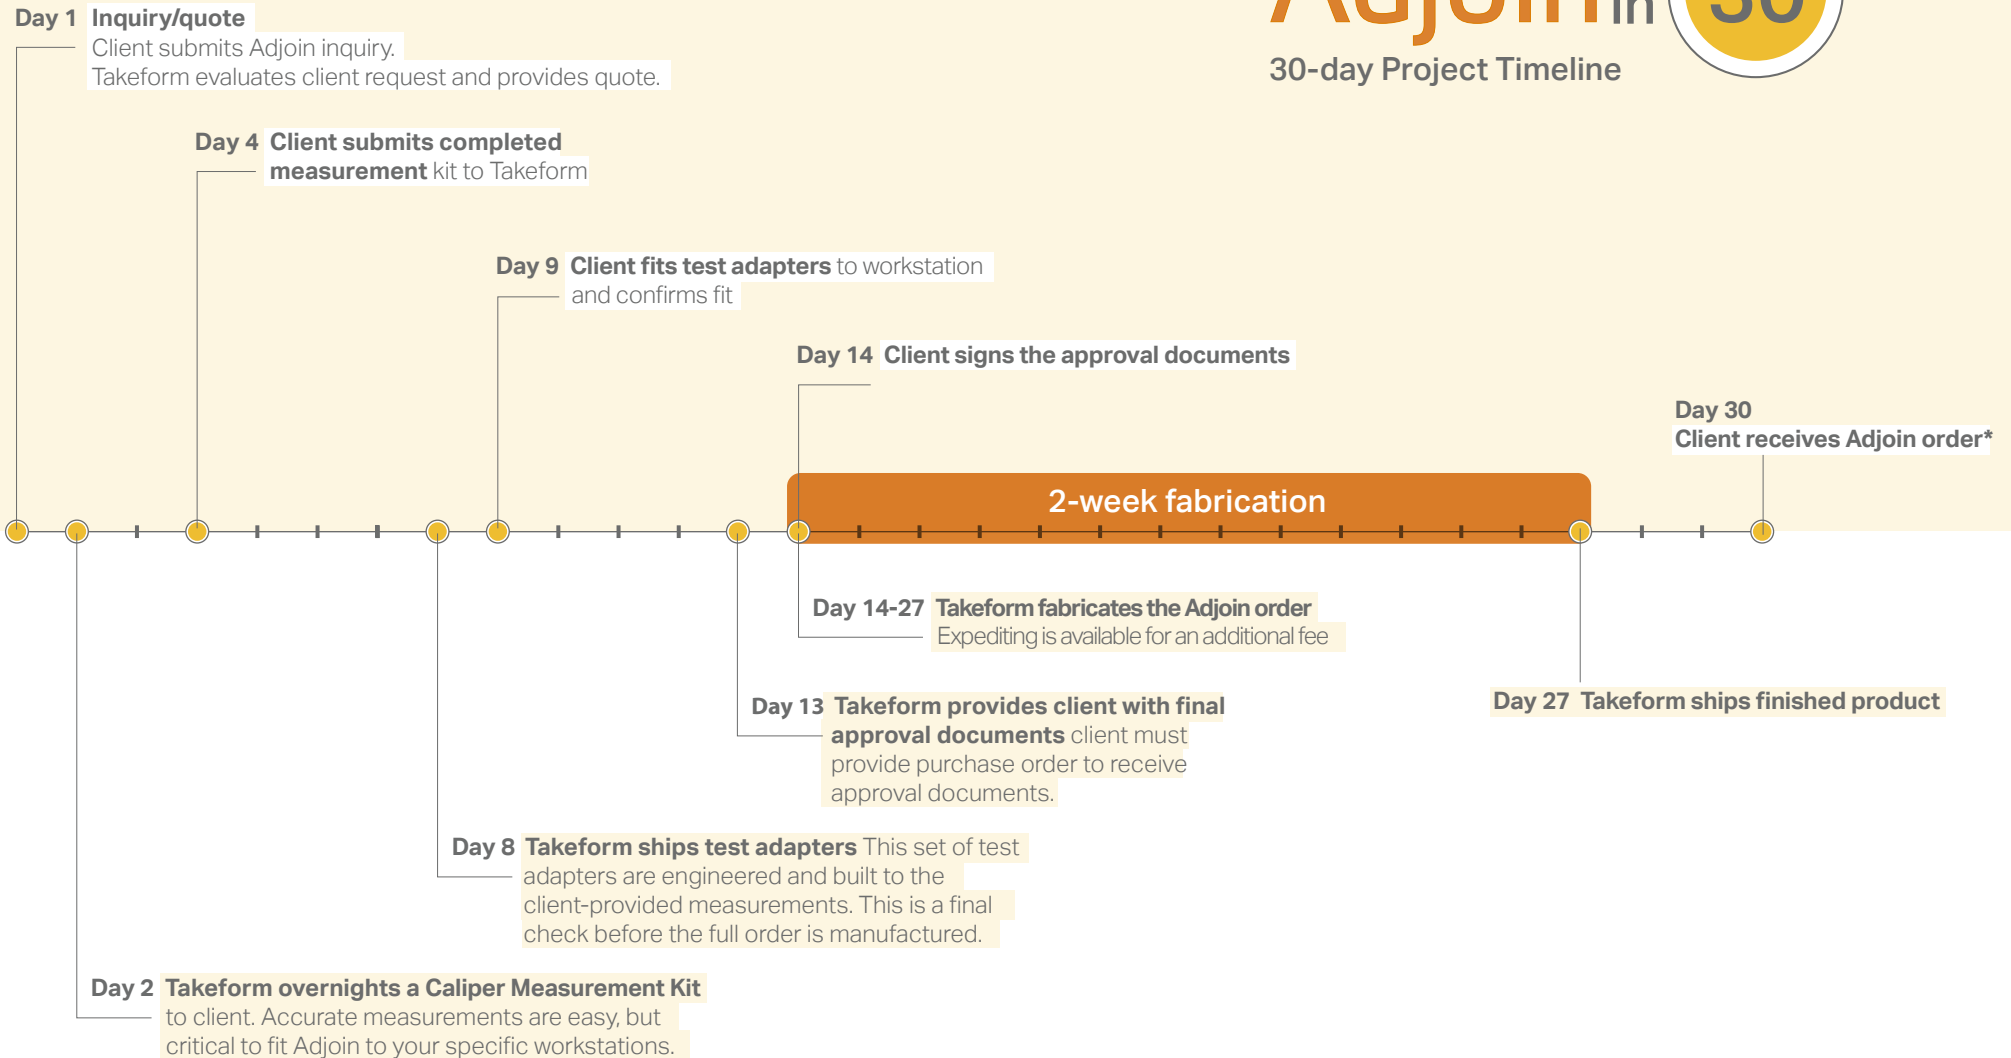 Day 1 Inquiry/quote
Client submits Adjoin inquiry.
Takeform evaluates client request and provides quote.
Adjoin in 30
30-day Project Timeline
Day 4 Client submits completed
measurement kit to Takeform
Day 9 Client fits test adapters to workstation
and confirms fit
Day 14 Client signs the approval documents
Day 30
Client receives Adjoin order*
2-week fabrication
Day 14-27 Takeform fabricates the Adjoin order
Expediting is available for an additional fee
Day 27 Takeform ships finished product
Day 13 Takeform provides client with final
approval documents client must
provide purchase order to receive
approval documents.
Day 8 Takeform ships test adapters This set of test
adapters are engineered and built to the
client-provided measurements. This is a final
check before the full order is manufactured.
Day 2 Takeform overnights a Caliper Measurement Kit
to client. Accurate measurements are easy, but
critical to fit Adjoin to your specific workstations.